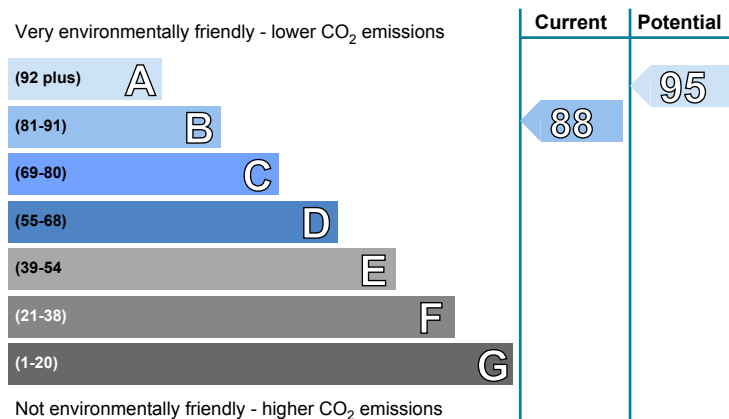 Very environmentally friendly - lower CO₂ emissions
Current
Potential
(92 plus) A
95
(81-91) B
88
(69-80) C
(55-68) D
(39-54 E
(21-38) F
(1-20) G
Not environmentally friendly - higher CO₂ emissions